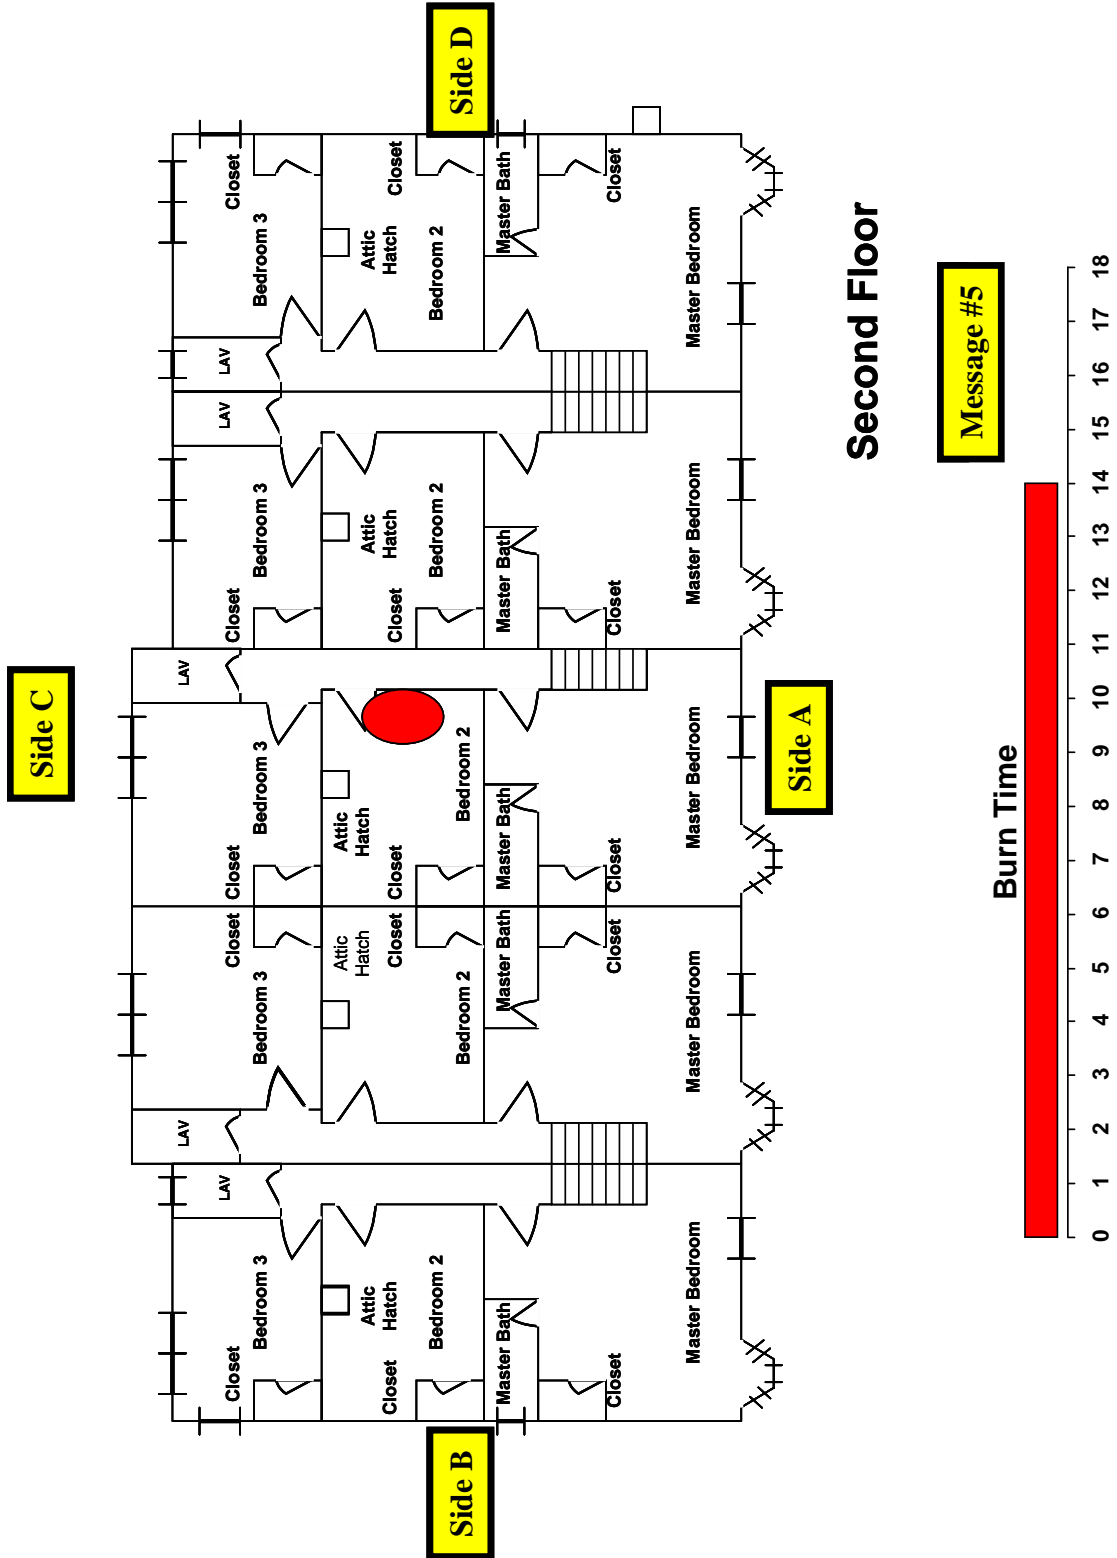 Side C
LAV
LAV
LAV
LAV
LAV
Closet
Closet
Closet
Closet
Closet
Bedroom 3
Bedroom 3
Bedroom 3
Bedroom 3
Bedroom 3
Attic
Hatch
Attic
Hatch
Attic
Hatch
Attic
Hatch
Attic
Hatch
Closet
Closet
Closet
Closet
Closet
Bedroom 2
Bedroom 2
Bedroom 2
Bedroom 2
Bedroom 2
Side B
Side D
Master Bath
Master Bath
Master Bath
Master Bath
Master Bath
Closet
Closet
Closet
Closet
Closet
Master Bedroom
Master Bedroom
Master Bedroom
Master Bedroom
Master Bedroom
Side A
Second Floor
Message #5
Burn Time
0 1 2 3 4 5 6 7 8 9 10 11 12 13 14 15 16 17 18